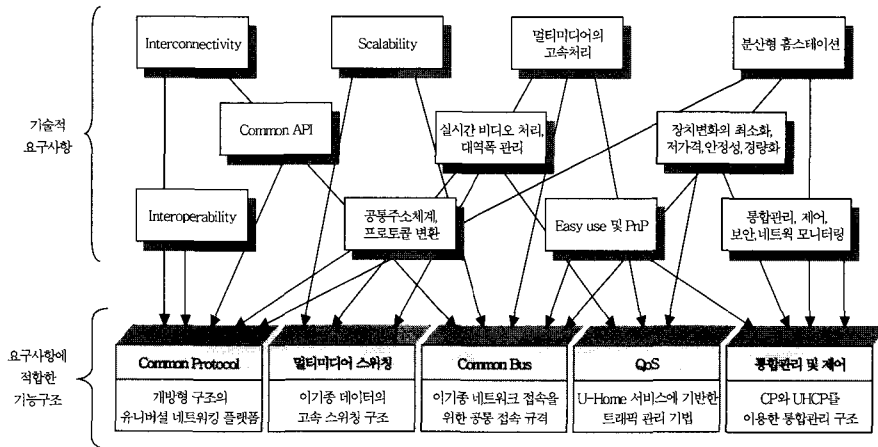 Interconnectivity
Scalability
멀티미디어의
고속처리
분산형 홈스테이션
기술적
요구사항
Common API
실시간 비디오 처리,
대역폭 관리
장치변화의 최소화,
저가격,안정성,경량화
Interoperability
공통주소체계,
프로토콜 변환
Easy use 및 PnP
통합관리, 제어,
보안,네트웍 모니터링
요구사항에
적합한
기능구조
Common Protocol
개방형 구조의
유니버셜 네트워킹 플랫폼
멀티미디어 스위칭
이기종 데이터의
고속 스위칭 구조
Common Bus
이기종 네트워크 접속을
위한 공통 접속 규격
QoS
U-Home 서비스에 기반한
트래픽 관리 기법
통합관리 및 제어
CP와 UHCP를
이용한 통합관리 구조